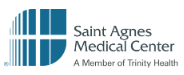 Saint Agnes
Medical Center
A Member of Trinity Health